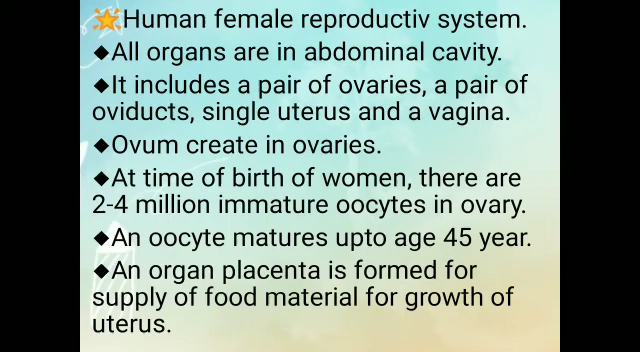 🌟Human female reproductiv system.
◆All organs are in abdominal cavity.
◆It includes a pair of ovaries, a pair of
oviducts, single uterus and a vagina.
◆Ovum create in ovaries.
◆At time of birth of women, there are
2-4 million immature oocytes in ovary.
◆An oocyte matures upto age 45 year.
◆An organ placenta is formed for
supply of food material for growth of
uterus.